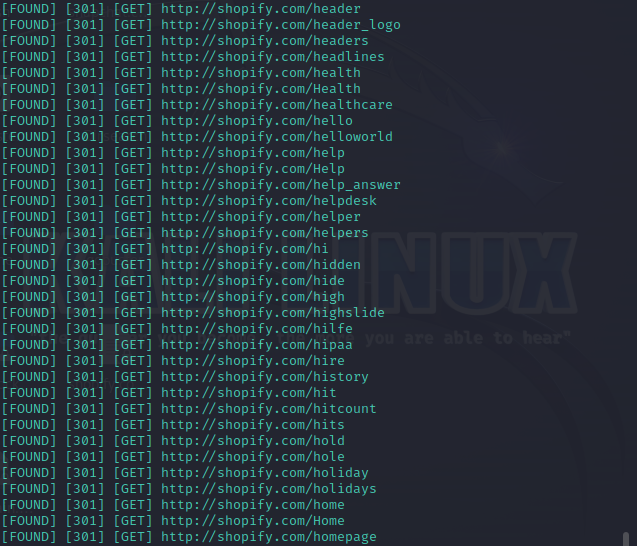 [FOUND] [301] [GET] http://shopify.com/header
[FOUND] [301] [GET] http://shopify.com/header_logo
[FOUND] [301] [GET] http://shopify.com/headers
[FOUND] [301] [GET] http://shopify.com/headlines
[FOUND] [301] [GET] http://shopify.com/health
[FOUND] [301] [GET] http://shopify.com/Health
[FOUND] [301] [GET] http://shopify.com/healthcare
[FOUND] [301] [GET] http://shopify.com/hello
[FOUND] [301] [GET] http://shopify.com/helloworld
[FOUND] [301] [GET] http://shopify.com/help
[FOUND] [301] [GET] http://shopify.com/Help
[FOUND] [301] [GET] http://shopify.com/help_answer
[FOUND] [301] [GET] http://shopify.com/helpdesk
[FOUND] [301] [GET] http://shopify.com/helper
[FOUND] [301] [GET] http://shopify.com/helpers
[FOUND] [301] [GET] http://shopify.com/hi
[FOUND] [301] [GET] http://shopify.com/hidden
[FOUND] [301] [GET] http://shopify.com/hide
[FOUND] [301] [GET] http://shopify.com/high
[FOUND] [301] [GET] http://shopify.com/highslide
[FOUND] [301] [GET] http://shopify.com/hilfe
[FOUND] [301] [GET] http://shopify.com/hipaa
[FOUND] [301] [GET] http://shopify.com/hire
[FOUND] [301] [GET] http://shopify.com/history
[FOUND] [301] [GET] http://shopify.com/hit
[FOUND] [301] [GET] http://shopify.com/hitcount
[FOUND] [301] [GET] http://shopify.com/hits
[FOUND] [301] [GET] http://shopify.com/hold
[FOUND] [301] [GET] http://shopify.com/hole
[FOUND] [301] [GET] http://shopify.com/holiday
[FOUND] [301] [GET] http://shopify.com/holidays
[FOUND] [301] [GET] http://shopify.com/home
[FOUND] [301] [GET] http://shopify.com/Home
[FOUND] [301] [GET] http://shopify.com/homepage
LINUX
you are able to hear"